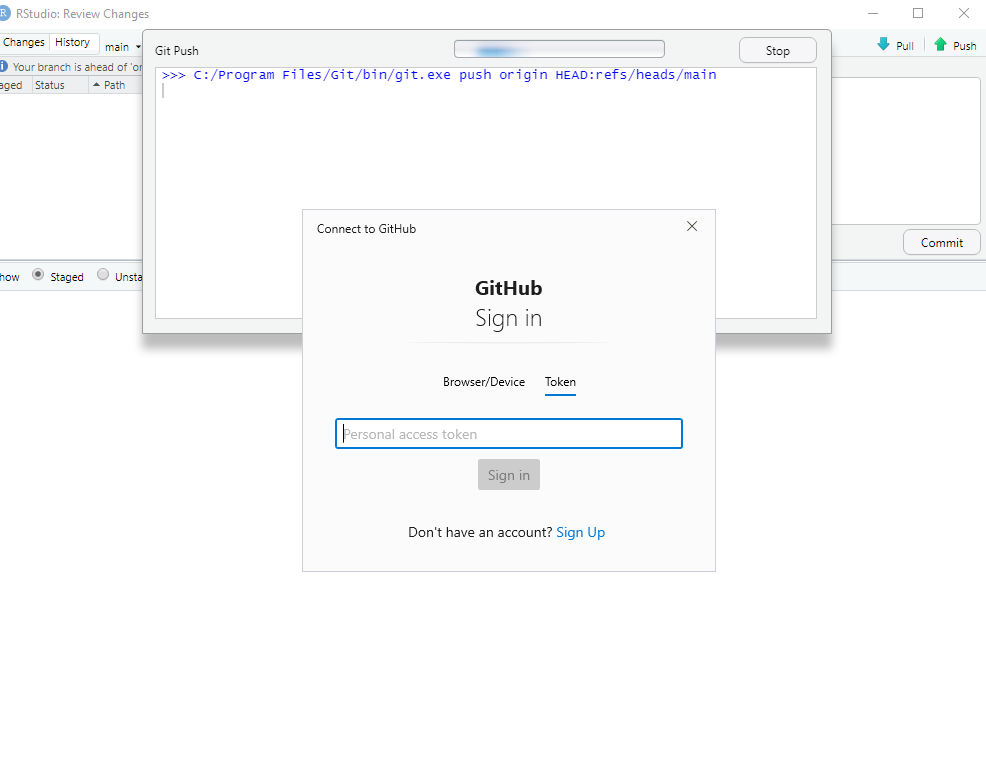 R RStudio: Review Changes
Changes History main
Git Push
Stop
Pull
Push
Your branch is ahead of 'or
>>> C:/Program Files/Git/bin/git.exe push origin HEAD:refs/heads/main
aged Status Path
Commit
how Staged Unsta
Connect to GitHub
GitHub
Sign in
Browser/Device Token
Personal access token
Sign in
Don't have an account? Sign Up